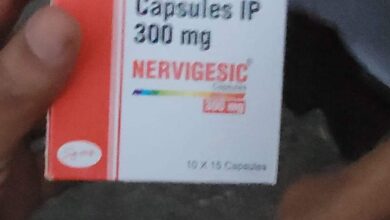 Capsules IP
300 mg
NERVIGESIC®
Capsules
300 mg
10 X 15 Capsules